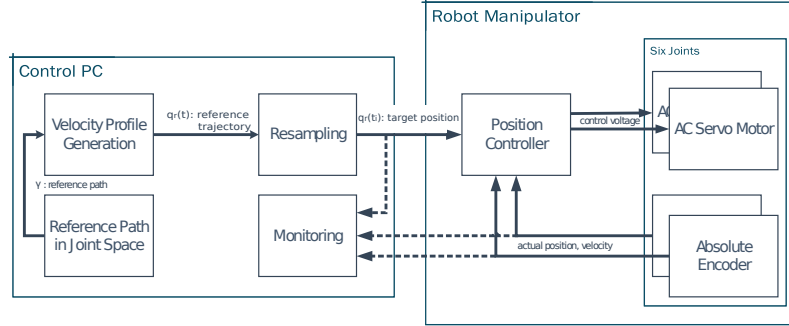 Robot Manipulator
Control PC
Six Joints
Velocity Profile
Generation
qᵣ(t): reference
trajectory
Resampling
qᵣ(tᵢ): target position
Position
Controller
control voltage
AC Servo Motor
γ : reference path
Reference Path
in Joint Space
Monitoring
actual position, velocity
Absolute
Encoder